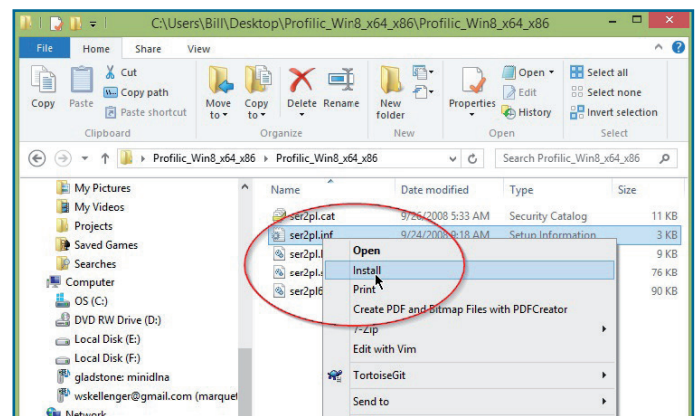 C:\Users\Bill\Desktop\Profilic_Win8_x64_x86\Profilic_Win8_x64_x86
File Home Share View
Copy
Paste
Cut
Copy path
Paste shortcut
Move to
Copy to
Delete
Rename
New folder
Properties
Open
Edit
History
Select all
Select none
Invert selection
Clipboard Organize New Open Select
Profilic_Win8_x64_x86 Profilic_Win8_x64_x86
Search Profilic_Win8_x64_x86
My Pictures
My Videos
Projects
Saved Games
Searches
Computer
OS (C:)
DVD RW Drive (D:)
Local Disk (E:)
Local Disk (F:)
gladstone: minidlna
wskellenger@gmail.com (marquet
Network
Name Date modified Type Size
ser2pl.cat 9/26/2008 5:33 AM Security Catalog 11 KB
ser2pl.inf 9/24/2008 9:18 AM Setup Information 3 KB
9 KB
ser2pl.s 76 KB
ser2pl6 90 KB
Open
Install
Print
Create PDF and Bitmap Files with PDFCreator
7-Zip
Edit with Vim
TortoiseGit
Send to